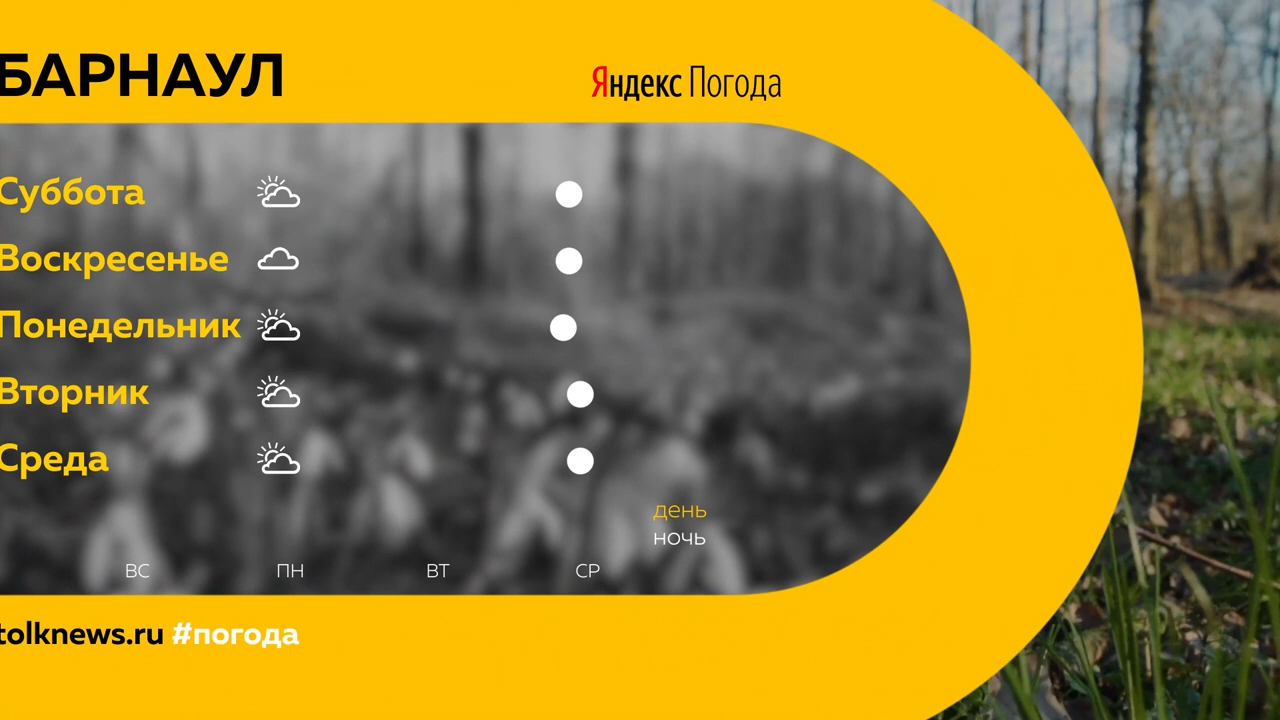 БАРНАУЛ
Яндекс Погода
Суббота
Воскресенье
Понедельник
Вторник
Среда
день
ночь
ВС ПН ВТ СР
tolknews.ru #погода